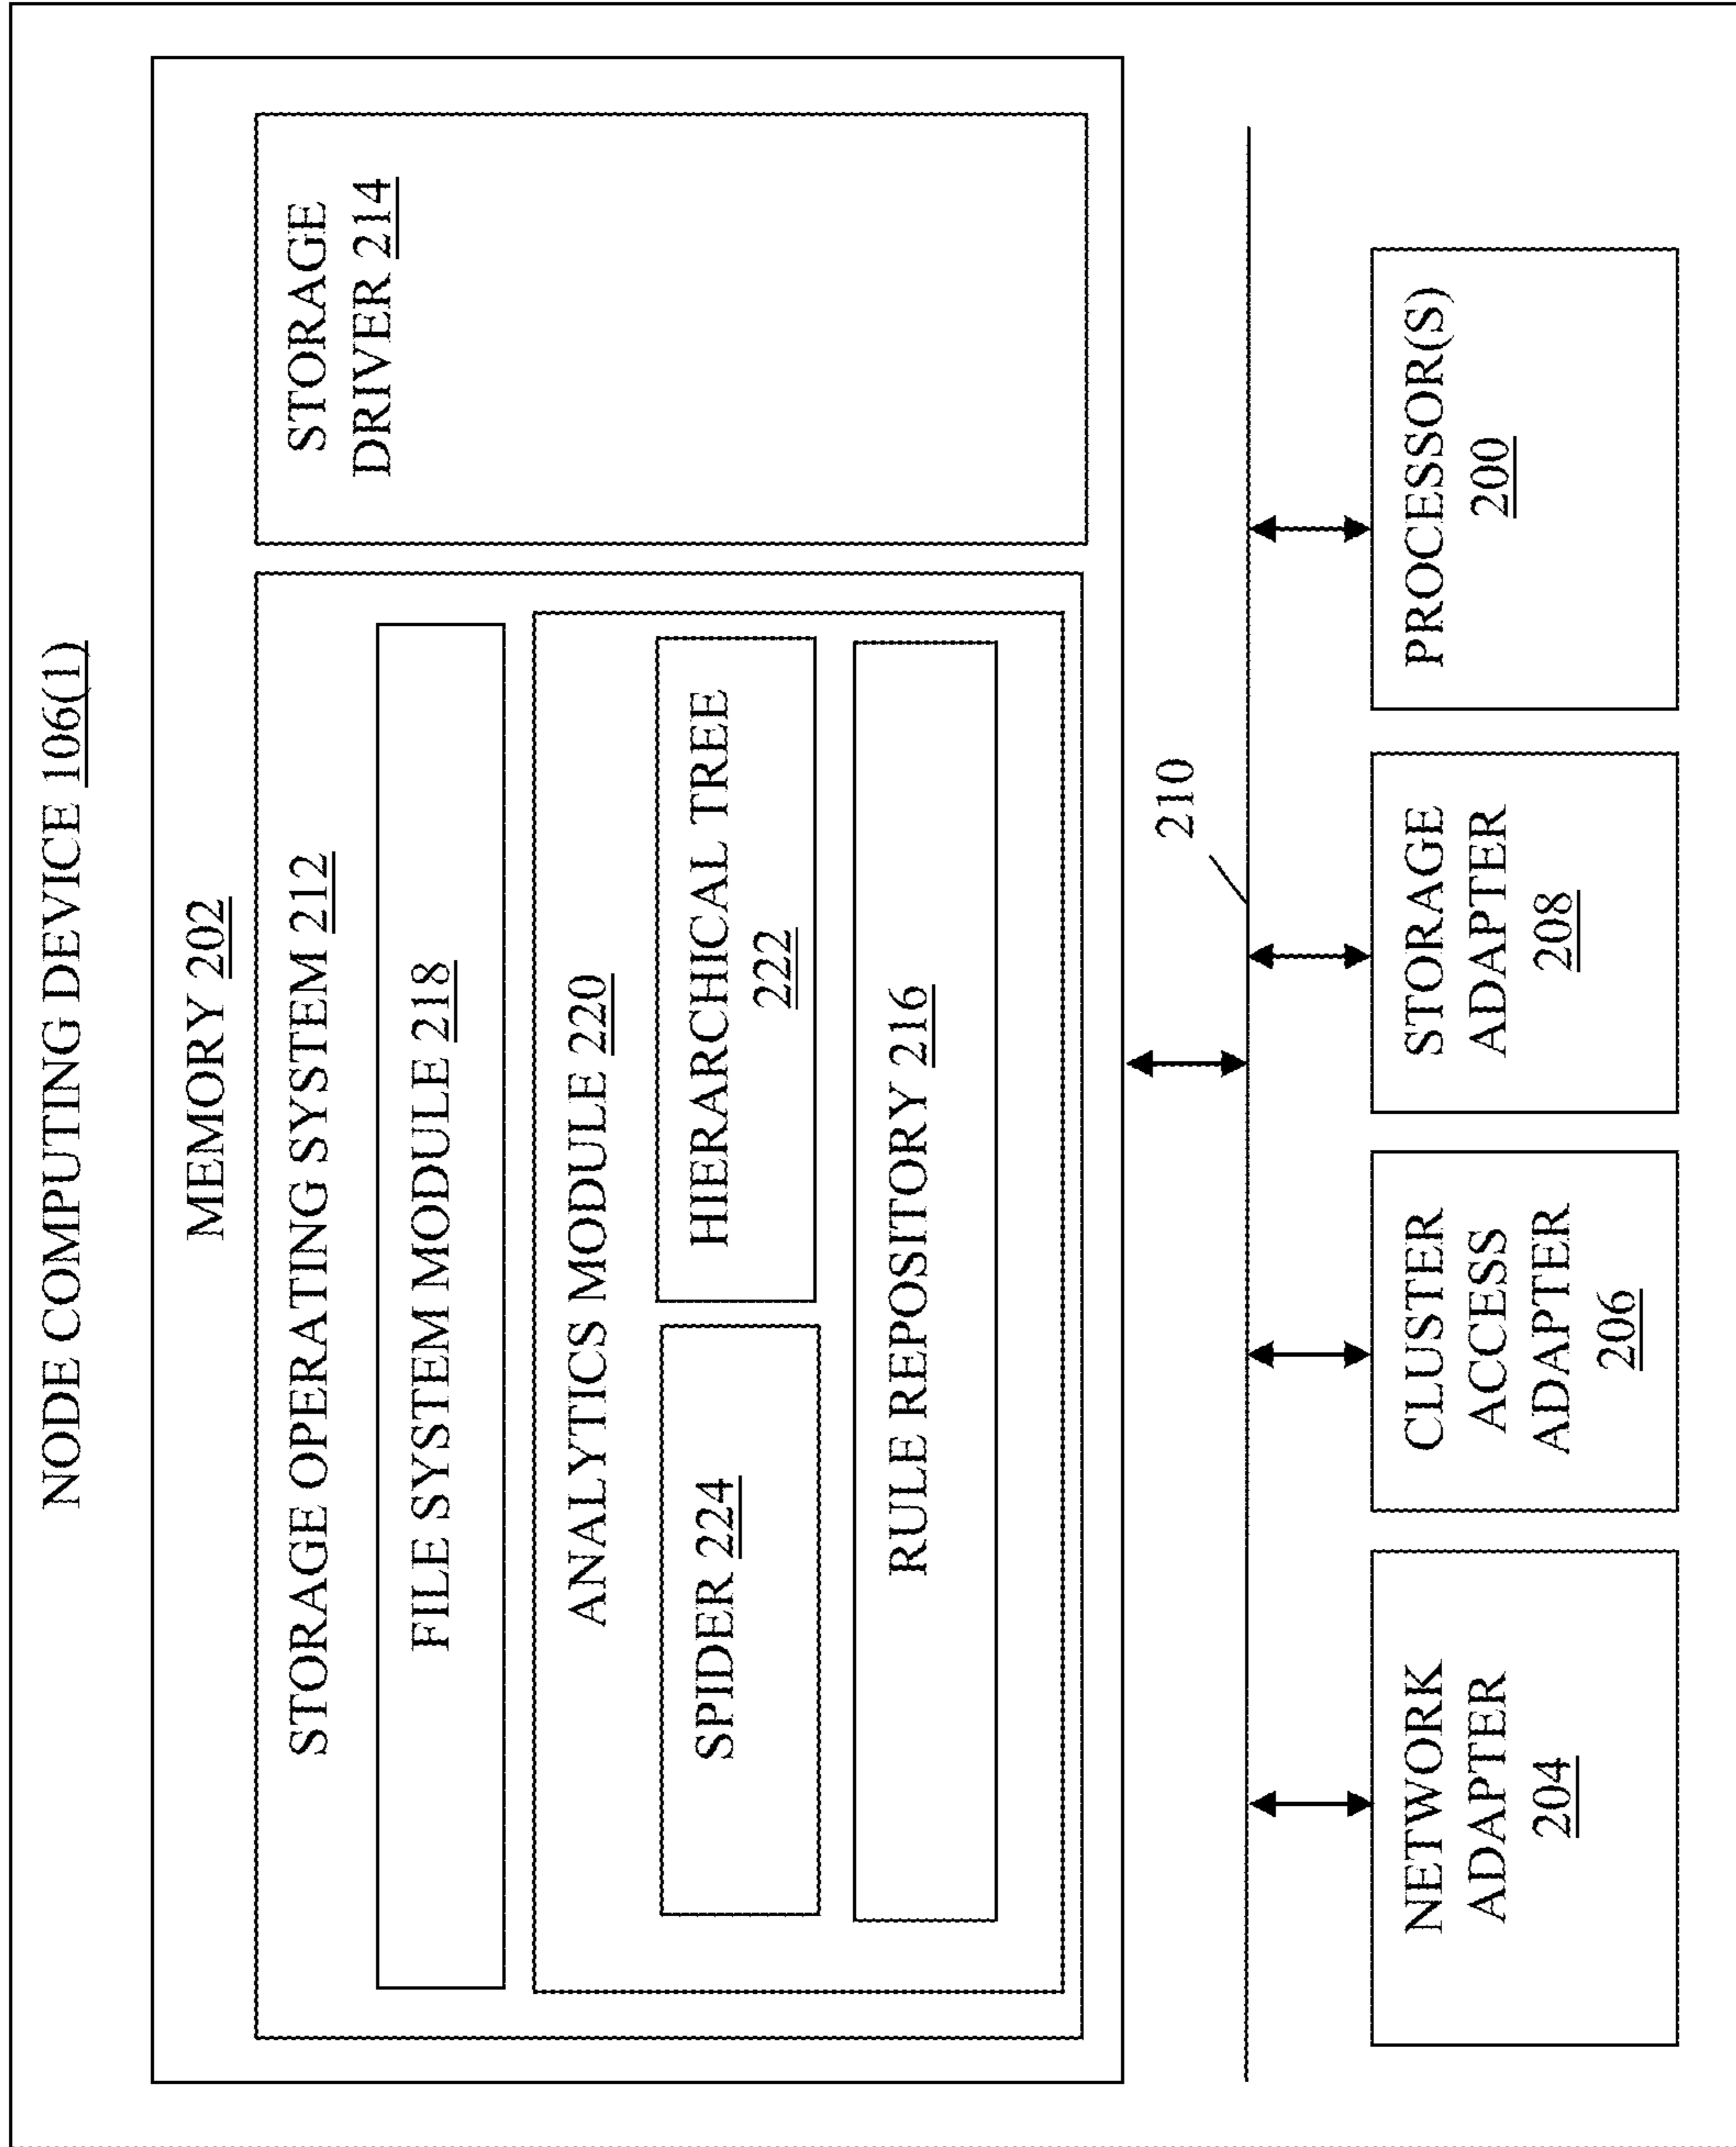 NODE COMPUTING DEVICE 106(1)
MEMORY 202
STORAGE OPERATING SYSTEM 212
FILE SYSTEM MODULE 218
ANALYTICS MODULE 220
SPIDER 224
HIERARCHICAL TREE
222
RULE REPOSITORY 216
STORAGE
DRIVER 214
210
NETWORK
ADAPTER
204
CLUSTER
ACCESS
ADAPTER
206
STORAGE
ADAPTER
208
PROCESSOR(S)
200